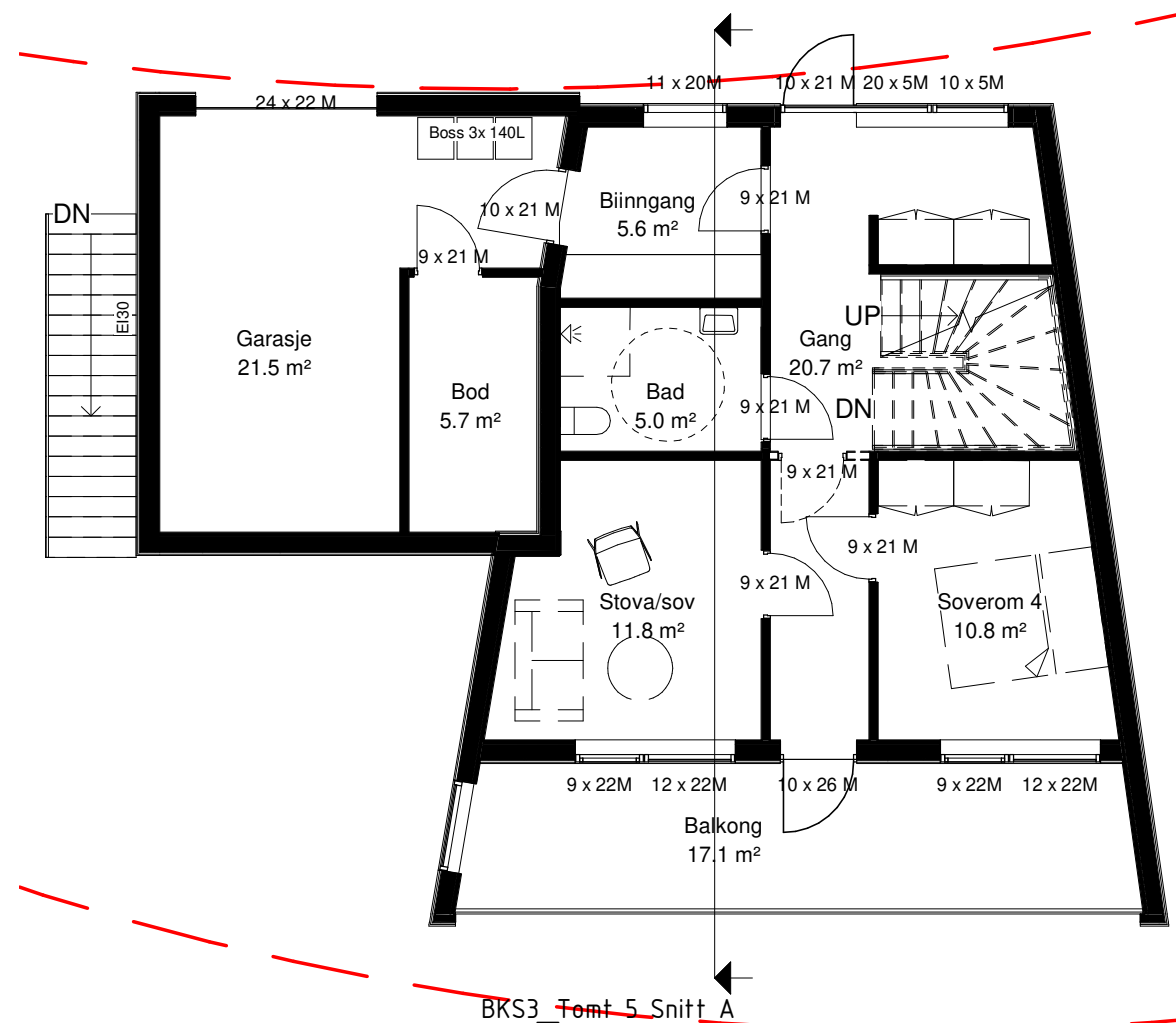 11 x 20M
10 x 21 M
20 x 5M
10 x 5M
24 x 22 M
Boss 3x 140L
10 x 21 M
Biinngang
5.6 m²
9 x 21 M
DN
9 x 21 M
EI30
Garasje
21.5 m²
UP
Gang
20.7 m²
Bod
5.7 m²
Bad
5.0 m²
9 x 21 M
DN
9 x 21 M
9 x 21 M
9 x 21 M
Stova/sov
11.8 m²
Soverom 4
10.8 m²
9 x 22M
12 x 22M
10 x 26 M
9 x 22M
12 x 22M
Balkong
17.1 m²
BKS3_Tomt 5 Snitt A